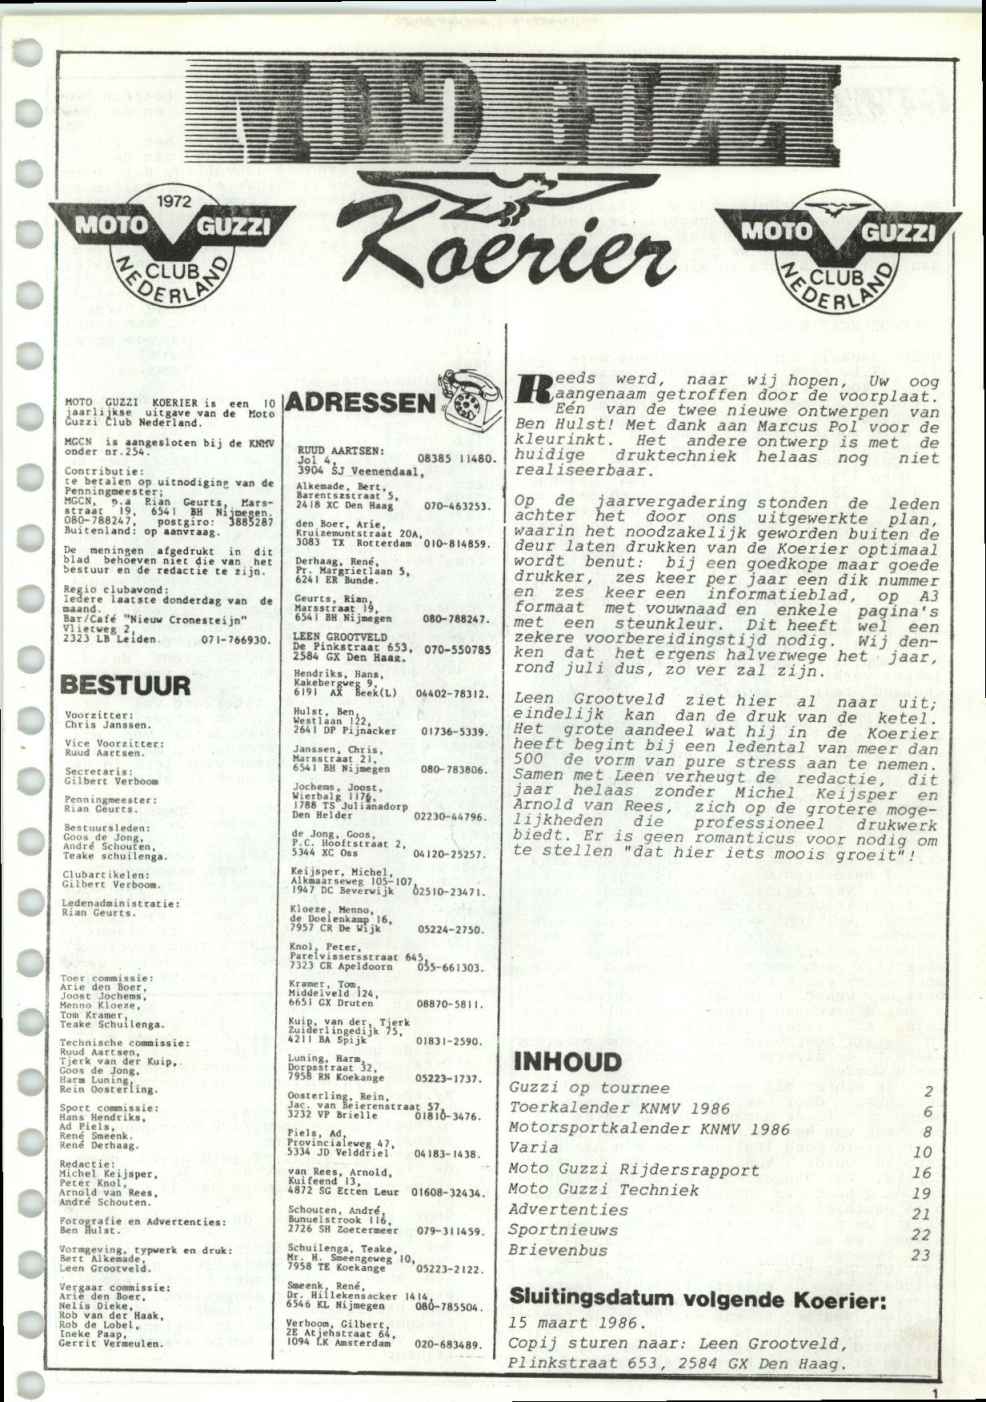 MOTO GUZZI
Koerier
1972
MOTO GUZZI
CLUB
NEDERLAND
MOTO GUZZI
CLUB
NEDERLAND
MOTO GUZZI KOERIER is een 10
jaarlijkse uitgave van de Moto
Guzzi Club Nederland.
MGCN is aangesloten bij de KNMV
onder nr.254.
Contributie:
te betalen op uitnodiging van de
Penningmeester;
MGCN, p.a Rian Geurts, Mars-
straat 19, 6541 BH Nijmegen.
080-788247, postgiro: 3885287
Buitenland: op aanvraag.
De meningen afgedrukt in dit
blad behoeven niet die van het
bestuur en de redactie te zijn.
Regio clubavond:
Iedere laatste donderdag van de
maand.
Bar/Café "Nieuw Cronesteijn"
Vlietweg 2,
2323 LB Leiden. 071-766930.
BESTUUR
Voorzitter:
Chris Janssen.
Vice Voorzitter:
Ruud Aartsen.
Secretaris:
Gilbert Verboom
Penningmeester:
Rian Geurts.
Bestuursleden:
Goos de Jong,
André Schouten,
Teake schuilenga.
Clubartikelen:
Gilbert Verboom.
Ledenadministratie:
Rian Geurts.
Toer commissie:
Arie den Boer,
Joost Jochems,
Menno Kloeze,
Tom Kramer,
Teake Schuilenga.
Technische commissie:
Ruud Aartsen,
Tjerk van der Kuip,
Goos de Jong,
Harm Luning,
Rein Oosterling.
Sport commissie:
Hans Hendriks,
Ad Piels,
René Smeenk.
René Derhaag.
Redactie:
Michel Keijsper,
Peter Knol,
Arnold van Rees,
André Schouten.
Fotografie en Advertenties:
Ben Hulst.
Vormgeving, typwerk en druk:
Bert Alkemade,
Leen Grootveld.
Vergaar commissie:
Arie den Boer,
Nelis Dieke,
Rob van der Haak,
Rob de Lobel,
Ineke Paap,
Gerrit Vermeulen.
ADRESSEN
RUUD AARTSEN:
Jol 4, 08385 11480.
3904 SJ Veenendaal,
Alkemade, Bert,
Barentszstraat 5,
2418 XC Den Haag 070-463253.
den Boer, Arie,
Kruizemuntstraat 20A,
3083 TX Rotterdam 010-814859.
Derhaag, René,
Pr. Margrietlaan 5,
6241 ER Bunde.
Geurts, Rian,
Marsstraat 19,
6541 BH Nijmegen 080-788247.
LEEN GROOTVELD
De Pinkstraat 653, 070-550785
2584 GX Den Haag.
Hendriks, Hans,
Kakebergweg 9,
6191 AX Beek(L) 04402-78312.
Hulst, Ben,
Westlaan 122,
2641 DP Pijnacker 01736-5339.
Janssen, Chris,
Marsstraat 21,
6541 BH Nijmegen 080-783806.
Jochems, Joost,
Wierbalg 1176,
1788 TS Julianadorp
Den Helder 02230-44796.
de Jong, Goos,
P.C. Hooftstraat 2,
5344 XC Oss 04120-25257.
Keijsper, Michel,
Alkmaarseweg 105-107,
1947 DC Beverwijk 02510-23471.
Kloeze, Menno,
de Doelenkamp 16,
7957 CR De Wijk 05224-2750.
Knol, Peter,
Parelvissersstraat 645,
7323 CR Apeldoorn 055-661303.
Kramer, Tom,
Middelveld 124,
6651 GX Druten 08870-5811.
Kuip, van der, Tjerk
Zuiderlingedijk 75,
4211 BA Spijk 01831-2590.
Luning, Harm,
Dorpsstraat 32,
7958 RN Koekange 05223-1737.
Oosterling, Rein,
Jac. van Beierenstraat 57,
3232 VP Brielle 01810-3476.
Piels, Ad,
Provincialeweg 47,
5334 JD Velddriel 04183-1438.
van Rees, Arnold,
Kuifeend 13,
4872 SG Etten Leur 01608-32434.
Schouten, André,
Bunuelstrook 116,
2726 SH Zoetermeer 079-311459.
Schuilenga, Teake,
Mr. H. Smeengeweg 10,
7958 TE Koekange 05223-2122.
Smeenk, René,
Dr. Hillekensacker 1414,
6546 KL Nijmegen 080-785504.
Verboom, Gilbert,
2E Atjehstraat 64,
1094 LK Amsterdam 020-683489.
Reeds werd, naar wij hopen, Uw oog
aangenaam getroffen door de voorplaat.
Eén van de twee nieuwe ontwerpen van
Ben Hulst! Met dank aan Marcus Pol voor de
kleurinkt. Het andere ontwerp is met de
huidige druktechniek helaas nog niet
realiseerbaar.
Op de jaarvergadering stonden de leden
achter het door ons uitgewerkte plan,
waarin het noodzakelijk geworden buiten de
deur laten drukken van de Koerier optimaal
wordt benut: bij een goedkope maar goede
drukker, zes keer per jaar een dik nummer
en zes keer een informatieblad, op A3
formaat met vouwnaad en enkele pagina's
met een steunkleur. Dit heeft wel een
zekere voorbereidingstijd nodig. Wij den-
ken dat het ergens halverwege het jaar,
rond juli dus, zo ver zal zijn.
Leen Grootveld ziet hier al naar uit;
eindelijk kan dan de druk van de ketel.
Het grote aandeel wat hij in de Koerier
heeft begint bij een ledental van meer dan
500 de vorm van pure stress aan te nemen.
Samen met Leen verheugt de redactie, dit
jaar helaas zonder Michel Keijsper en
Arnold van Rees, zich op de grotere moge-
lijkheden die professioneel drukwerk
biedt. Er is geen romanticus voor nodig om
te stellen "dat hier iets moois groeit"!
INHOUD
Guzzi op tournee 2
Toerkalender KNMV 1986 6
Motorsportkalender KNMV 1986 8
Varia 10
Moto Guzzi Rijdersrapport 16
Moto Guzzi Techniek 19
Advertenties 21
Sportnieuws 22
Brievenbus 23
Sluitingsdatum volgende Koerier:
15 maart 1986.
Copij sturen naar: Leen Grootveld,
Plinkstraat 653, 2584 GX Den Haag.
1